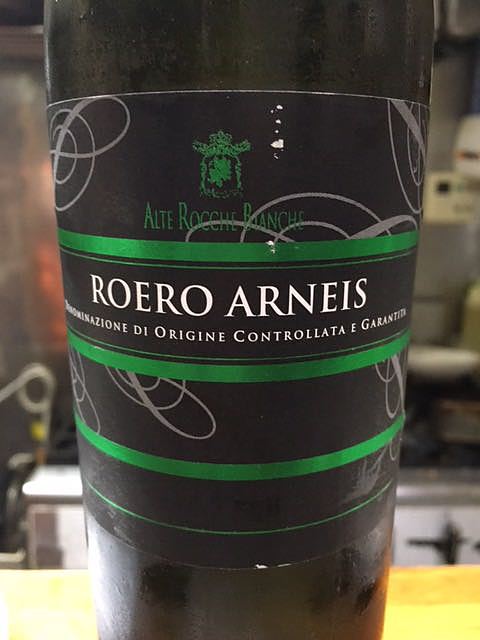 ALTE ROCCHE BIANCHE
ROERO ARNEIS
DENOMINAZIONE DI ORIGINE CONTROLLATA E GARANTITA